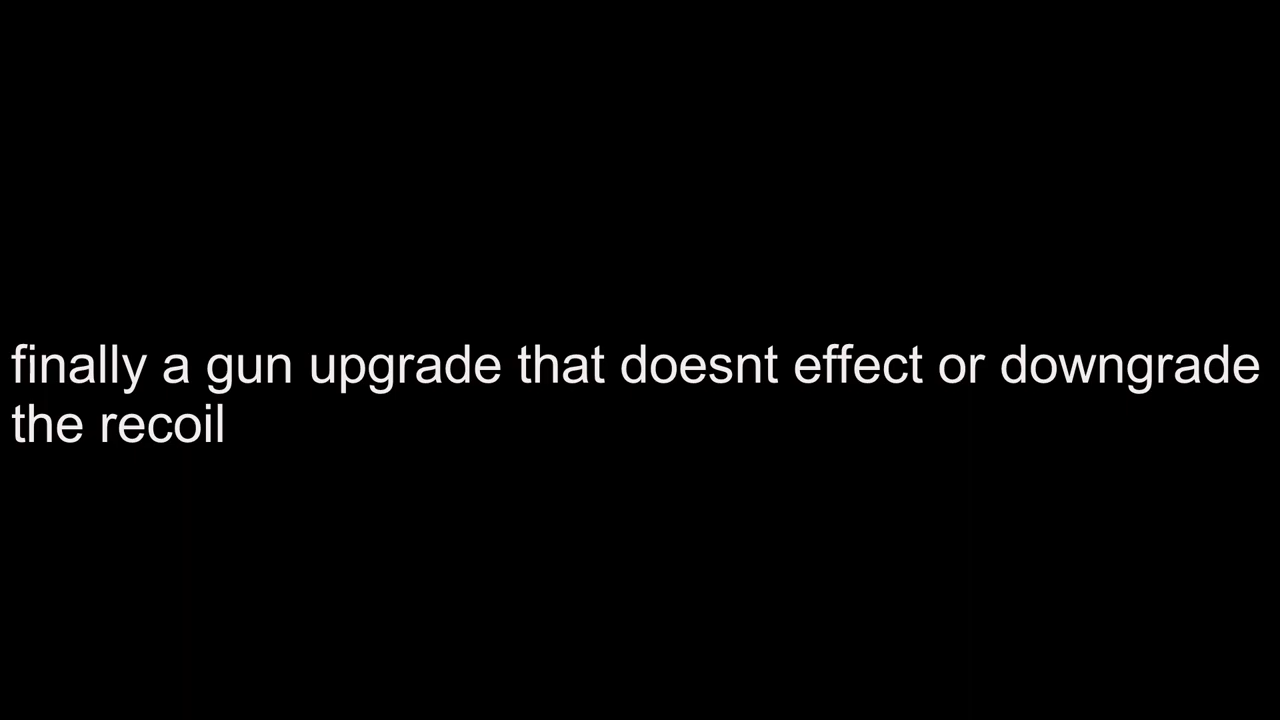 finally a gun upgrade that doesnt effect or downgrade
the recoil